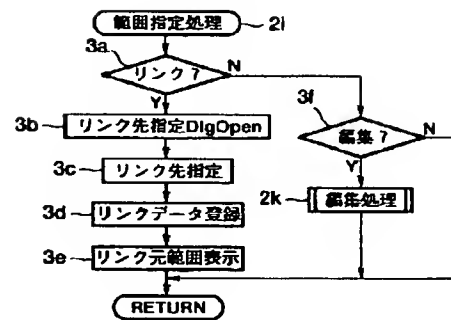 範囲指定処理 2i
3a リンク? N
Y 3f
3b リンク先指定DlgOpen 編集? N
3c リンク先指定 Y
3d リンクデータ登録 2k 編集処理
3e リンク元範囲表示
RETURN